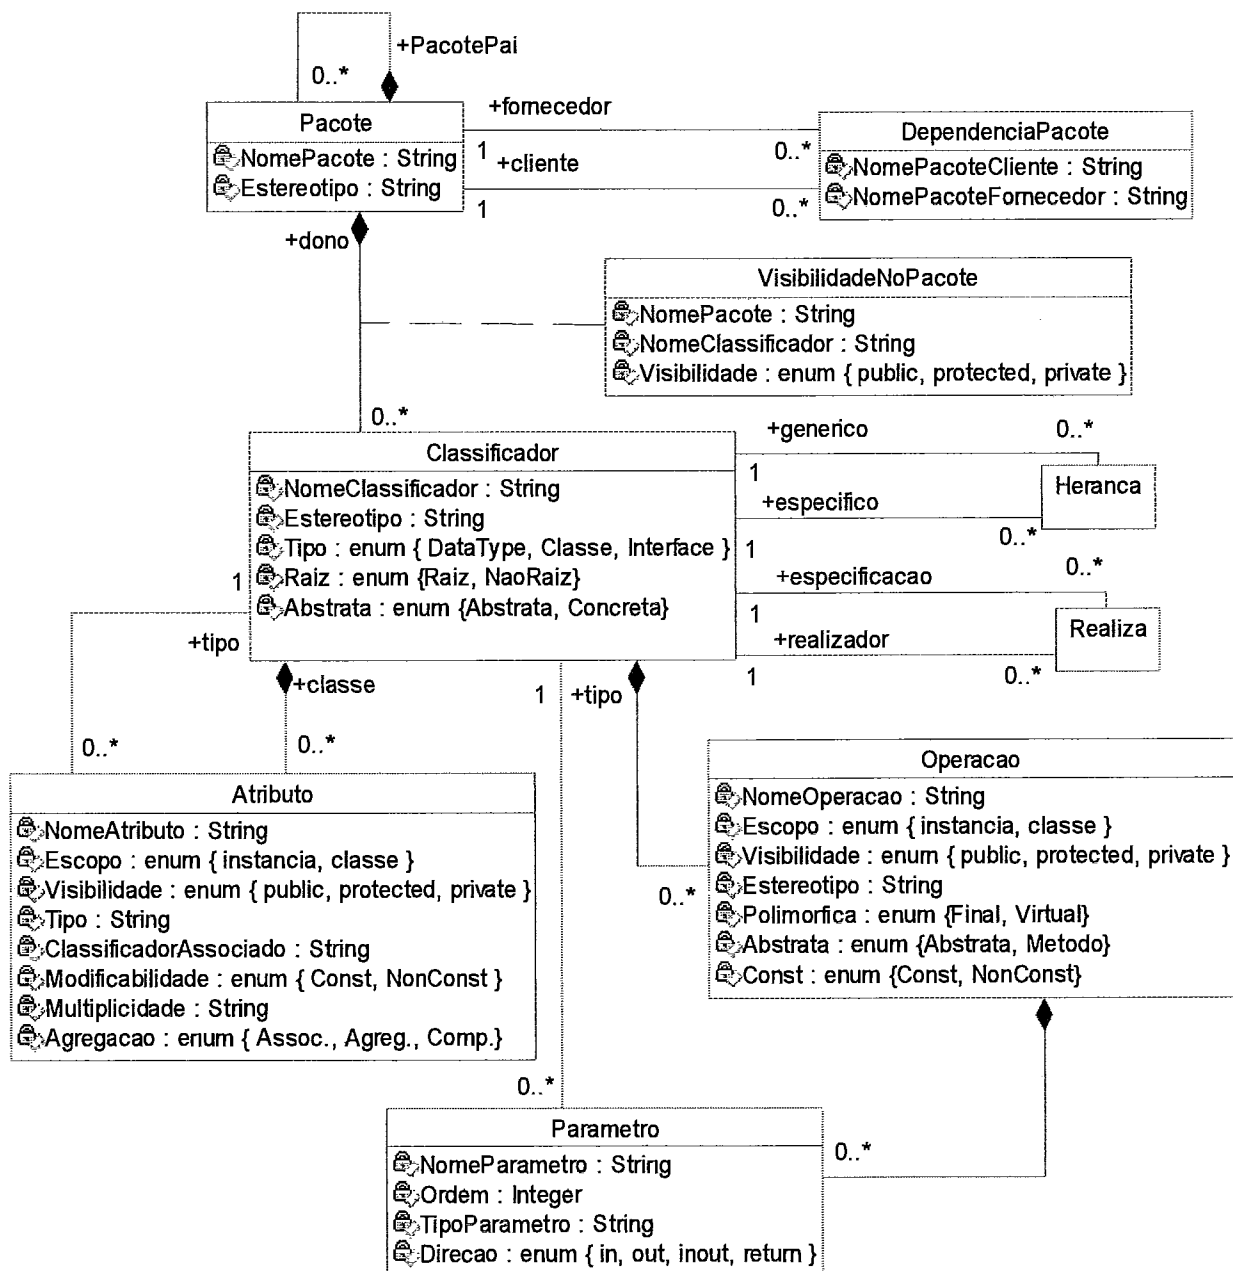 +PacotePai
0..*
Pacote
NomePacote : String
Estereotipo : String
+fornecedor
1
0..*
+cliente
1
0..*
DependenciaPacote
NomePacoteCliente : String
NomePacoteFornecedor : String
+dono
VisibilidadeNoPacote
NomePacote : String
NomeClassificador : String
Visibilidade : enum { public, protected, private }
0..*
Classificador
NomeClassificador : String
Estereotipo : String
Tipo : enum { DataType, Classe, Interface }
Raiz : enum {Raiz, NaoRaiz}
Abstrata : enum {Abstrata, Concreta}
+generico
0..*
1
Heranca
+especifico
0..*
1
+especificacao
0..*
1
Realiza
+realizador
0..*
1
1
+tipo
+classe
1
+tipo
0..*
0..*
Atributo
NomeAtributo : String
Escopo : enum { instancia, classe }
Visibilidade : enum { public, protected, private }
Tipo : String
ClassificadorAssociado : String
Modificabilidade : enum { Const, NonConst }
Multiplicidade : String
Agregacao : enum { Assoc., Agreg., Comp.}
0..*
Operacao
NomeOperacao : String
Escopo : enum { instancia, classe }
Visibilidade : enum { public, protected, private }
Estereotipo : String
Polimorfica : enum {Final, Virtual}
Abstrata : enum {Abstrata, Metodo}
Const : enum {Const, NonConst}
0..*
0..*
Parametro
NomeParametro : String
Ordem : Integer
TipoParametro : String
Direcao : enum { in, out, inout, return }